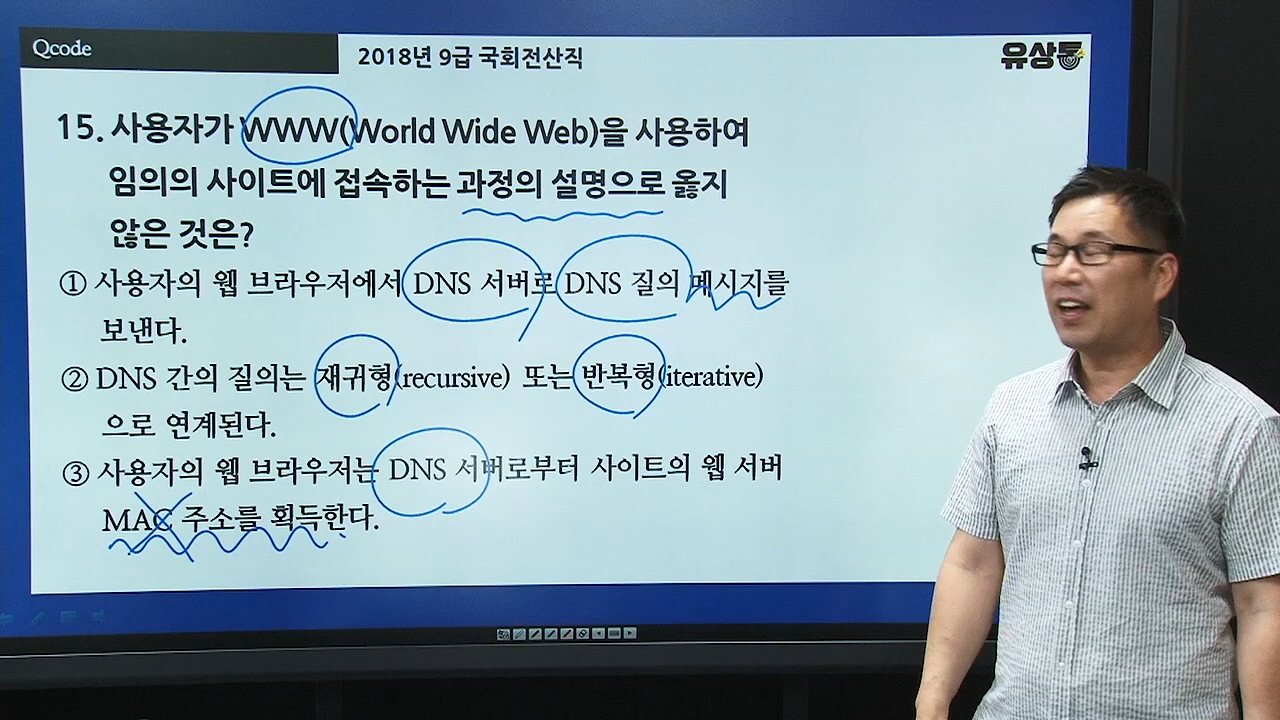 Qcode
2018년 9급 국회전산직
유상통
15. 사용자가 WWW(World Wide Web)을 사용하여
임의의 사이트에 접속하는 과정의 설명으로 옳지
않은 것은?
① 사용자의 웹 브라우저에서 DNS 서버로 DNS 질의 메시지를
보낸다.
② DNS 간의 질의는 재귀형(recursive) 또는 반복형(iterative)
으로 연계된다.
③ 사용자의 웹 브라우저는 DNS 서버로부터 사이트의 웹 서버
MAC 주소를 획득한다.